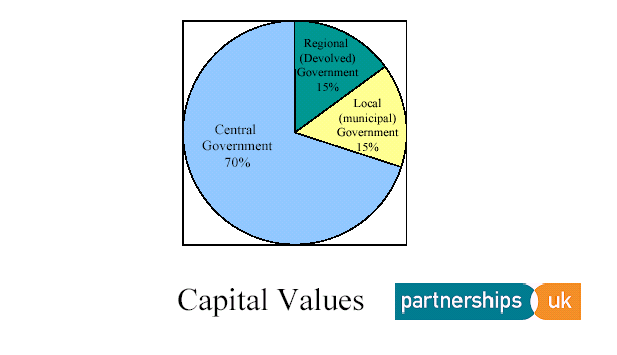 Regional
(Devolved)
Government
15%
Local
(municipal)
Government
15%
Central
Government
70%
Capital Values
partnerships uk